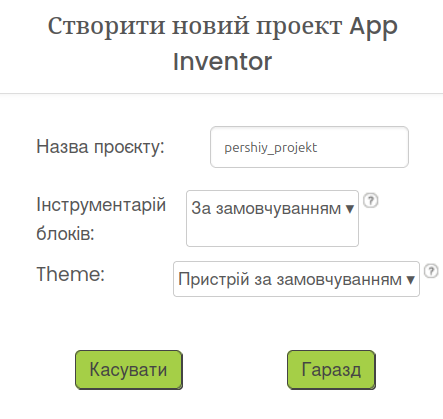 Створити новий проект App
Inventor
Назва проєкту: pershiy_projekt
Інструментарій
блоків:
За замовчуванням ▾ ?
Theme: Пристрій за замовчуванням ▾ ?
Касувати Гаразд